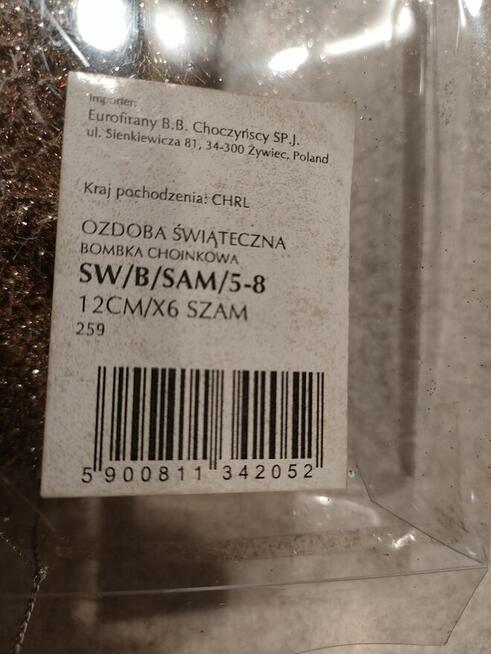 Importer:
Eurofirany B.B. Choczyńscy SP.J.
ul. Sienkiewicza 81, 34-300 Żywiec, Poland
Kraj pochodzenia: CHRL
OZDOBA ŚWIĄTECZNA
BOMBKA CHOINKOWA
SW/B/SAM/5-8
12CM/X6 SZAM
259
5 900811 342052